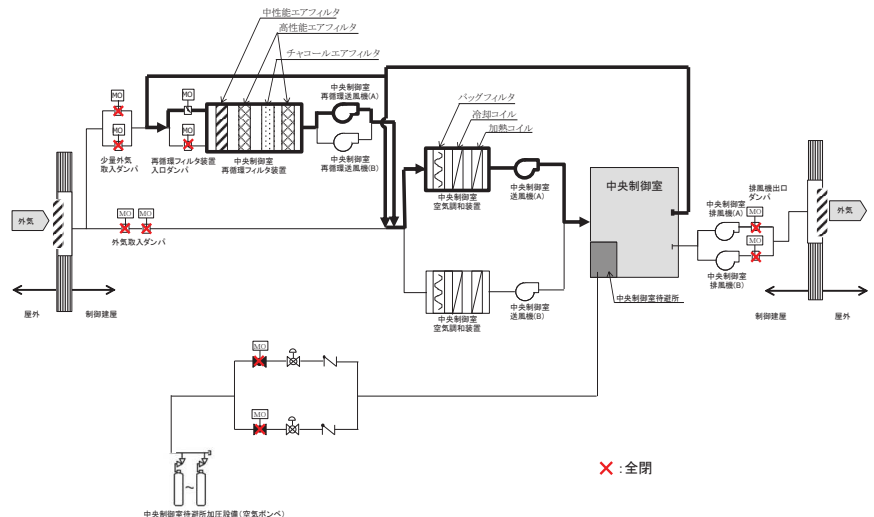 中性能エアフィルタ
高性能エアフィルタ
チャコールエアフィルタ
MO
MO
MO
MO
少量外気
取入ダンパ
再循環フィルタ装置
入口ダンパ
中央制御室
再循環フィルタ装置
中央制御室
再循環送風機(A)
中央制御室
再循環送風機(B)
バッグフィルタ
冷却コイル
加熱コイル
中央制御室
空気調和装置
中央制御室
送風機(A)
中央制御室
排風機出口
ダンパ
中央制御室
排風機(A)
MO
MO
中央制御室
排風機(B)
外気
MO
MO
外気取入ダンパ
外気
中央制御室
空気調和装置
中央制御室
送風機(B)
中央制御室待避所
屋外
制御建屋
制御建屋
屋外
MO
MO
×:全閉
～
中央制御室待避所加圧設備(空気ボンベ)